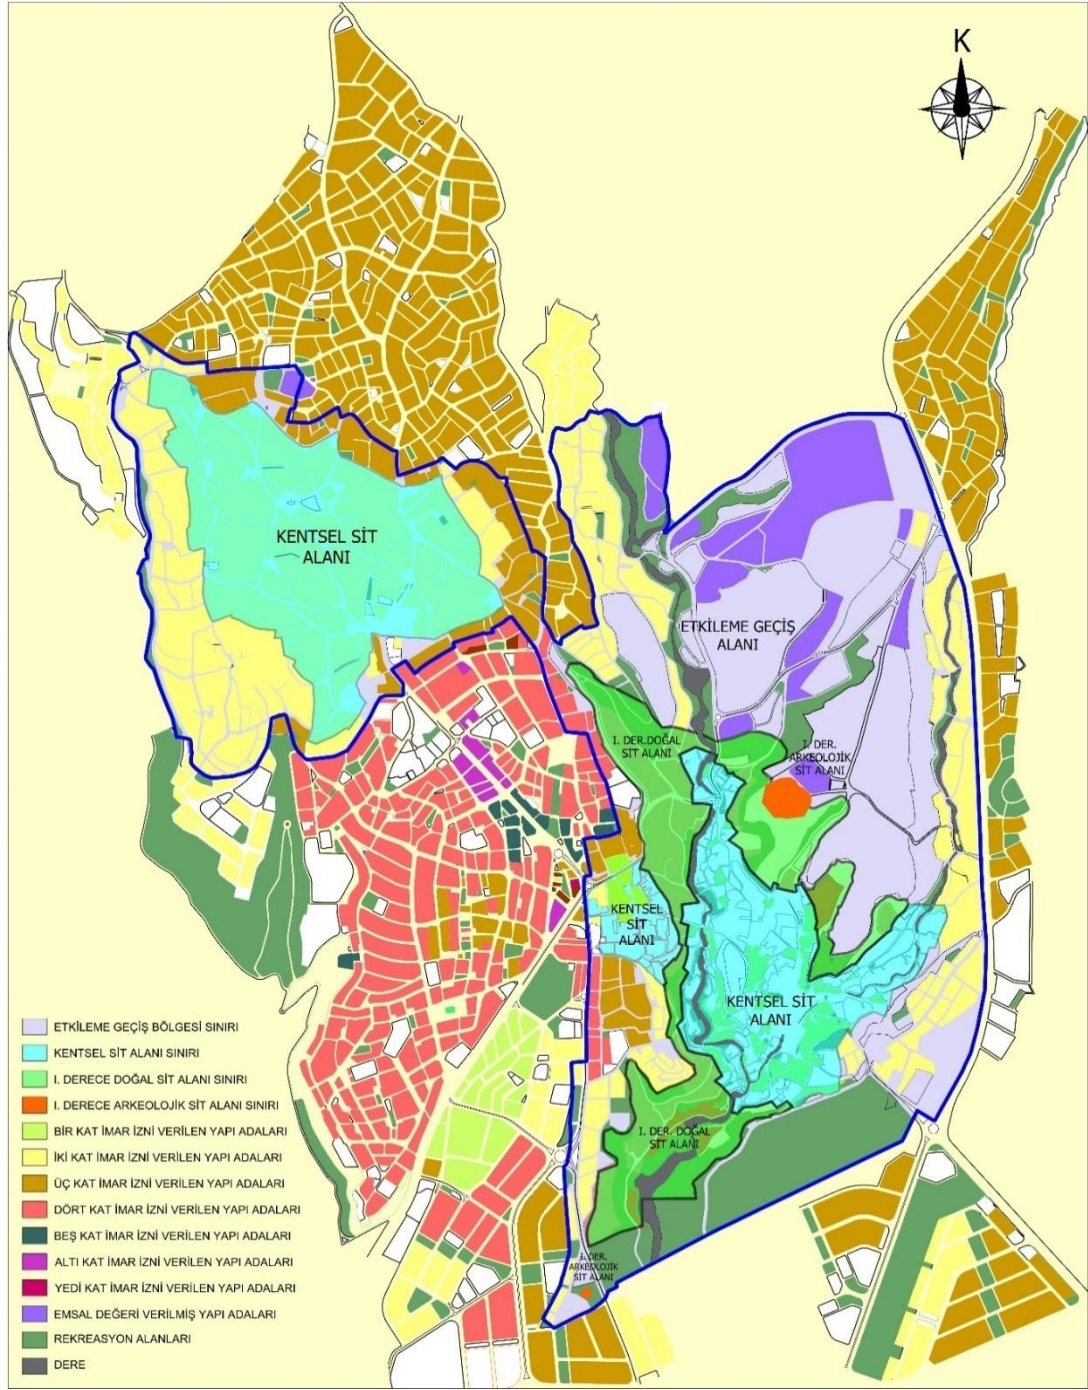 K
KENTSEL SİT
ALANI
ETKİLEME GEÇİŞ
ALANI
I. DER.DOĞAL
SİT ALANI
I. DER.
ARKEOLOJİK
SİT ALANI
KENTSEL
SİT
ALANI
KENTSEL SİT
ALANI
I. DER. DOĞAL
SİT ALANI
I. DER.
ARKEOLOJİK
SİT ALANI
ETKİLEME GEÇİŞ BÖLGESİ SINIRI
KENTSEL SİT ALANI SINIRI
I. DERECE DOĞAL SİT ALANI SINIRI
I. DERECE ARKEOLOJİK SİT ALANI SINIRI
BİR KAT İMAR İZNİ VERİLEN YAPI ADALARI
İKİ KAT İMAR İZNİ VERİLEN YAPI ADALARI
ÜÇ KAT İMAR İZNİ VERİLEN YAPI ADALARI
DÖRT KAT İMAR İZNİ VERİLEN YAPI ADALARI
BEŞ KAT İMAR İZNİ VERİLEN YAPI ADALARI
ALTI KAT İMAR İZNİ VERİLEN YAPI ADALARI
YEDİ KAT İMAR İZNİ VERİLEN YAPI ADALARI
EMSAL DEĞERİ VERİLMİŞ YAPI ADALARI
REKREASYON ALANLARI
DERE